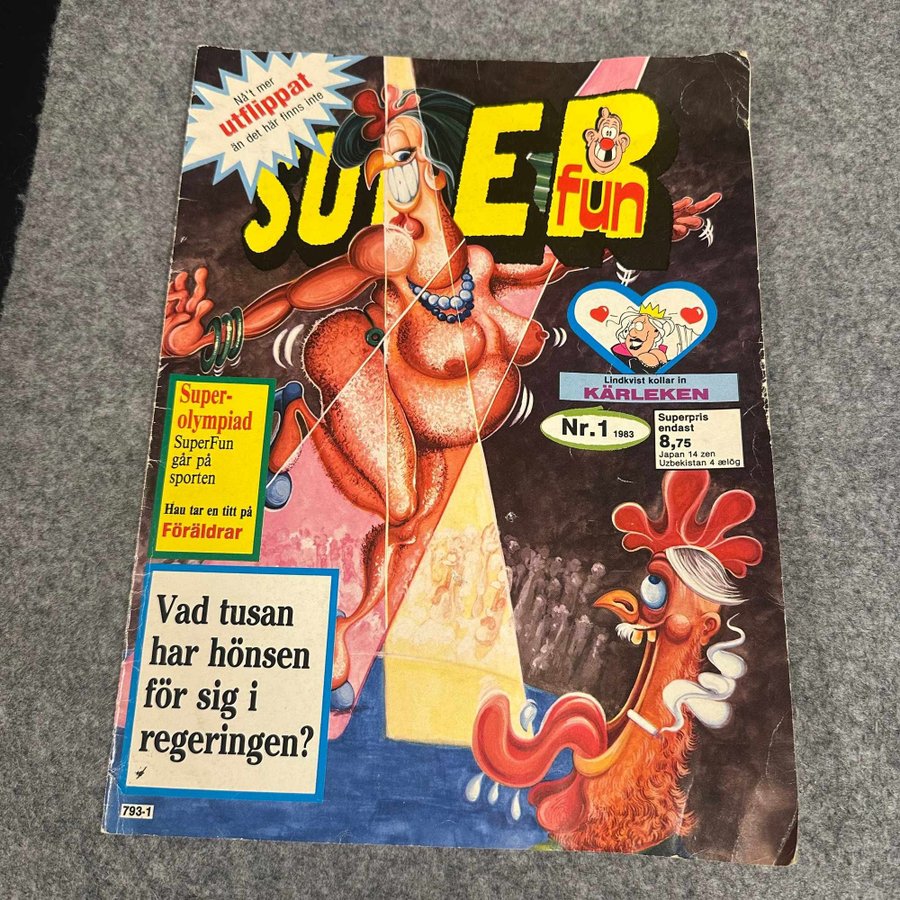 Nå't mer
utflippat
än det här finns inte
SUPER
fun
Lindkvist kollar in
KÄRLEKEN
Nr.1 1983
Superpris
endast
8,75
Japan 14 zen
Uzbekistan 4 ælög
Super-
olympiad
SuperFun
går på
sporten
Hau tar en titt på
Föräldrar
Vad tusan
har hönsen
för sig i
regeringen?
793-1